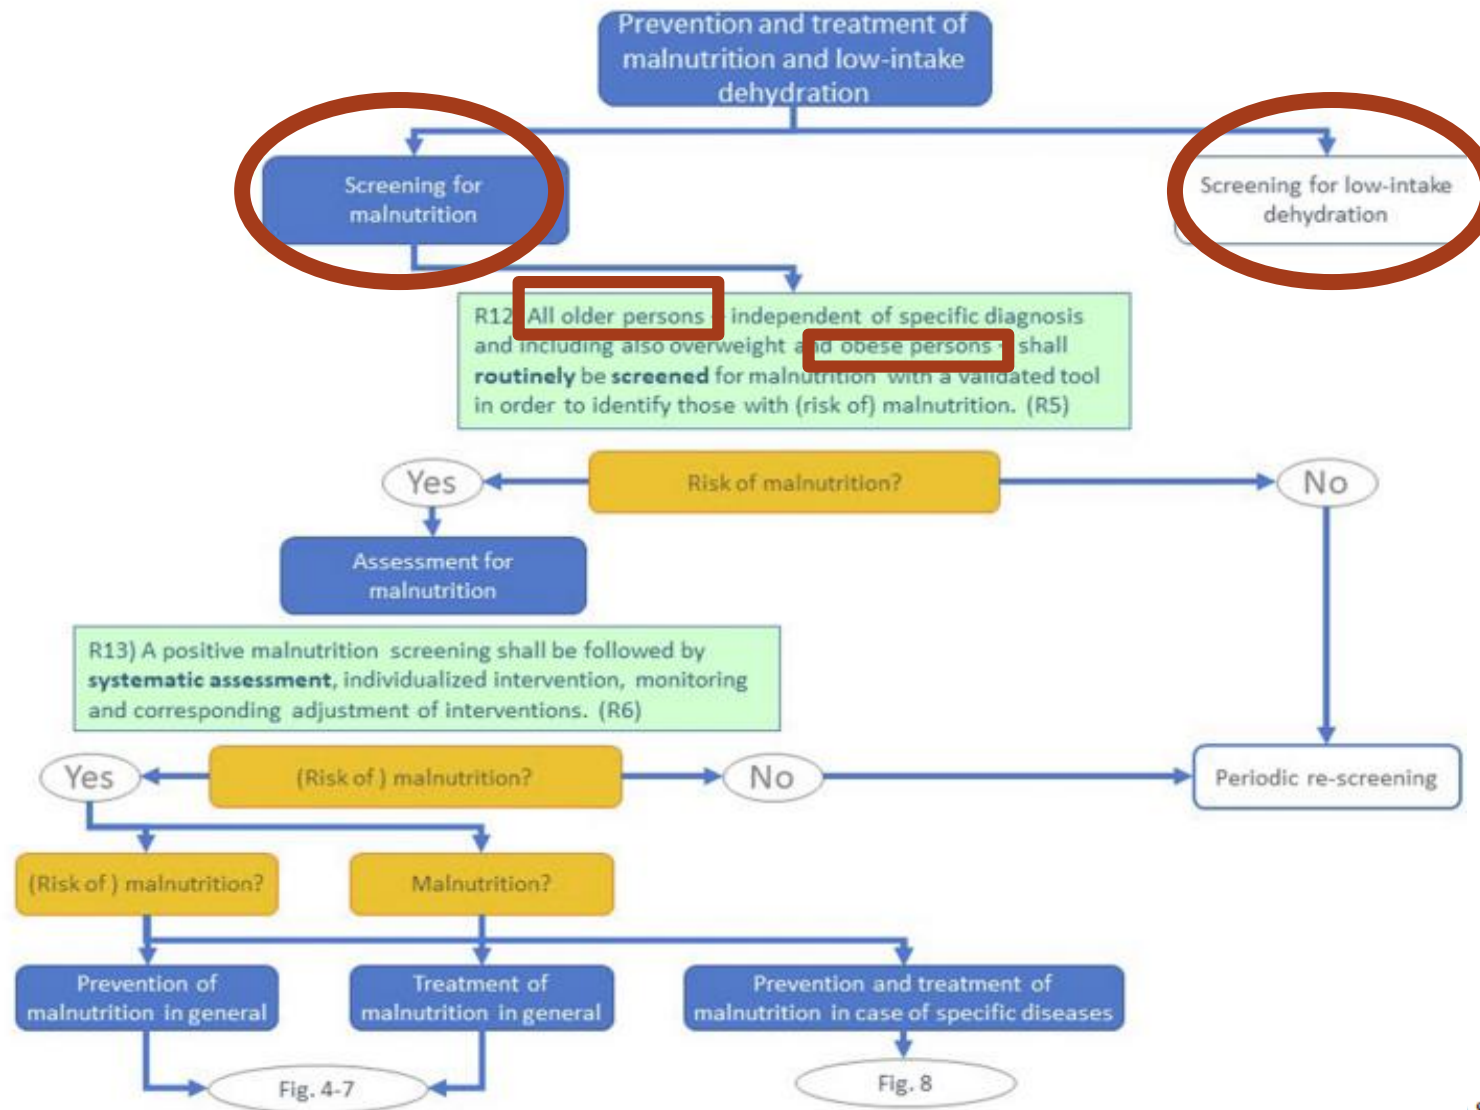 Prevention and treatment of
malnutrition and low-intake
dehydration
Screening for
malnutrition
Screening for low-intake
dehydration
R12 All older persons - independent of specific diagnosis
and including also overweight and obese persons - shall
routinely be screened for malnutrition with a validated tool
in order to identify those with (risk of) malnutrition. (R5)
Yes
Risk of malnutrition?
No
Assessment for
malnutrition
R13) A positive malnutrition screening shall be followed by
systematic assessment, individualized intervention, monitoring
and corresponding adjustment of interventions. (R6)
Yes
(Risk of ) malnutrition?
No
Periodic re-screening
(Risk of ) malnutrition?
Malnutrition?
Prevention of
malnutrition in general
Treatment of
malnutrition in general
Prevention and treatment of
malnutrition in case of specific diseases
Fig. 4-7
Fig. 8